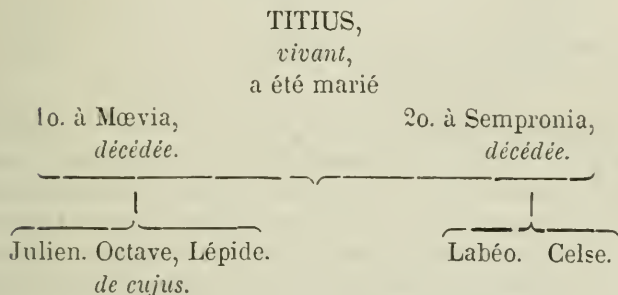 TITIUS,
vivant,
a été marié
1o. à Mœvia, 2o. à Sempronia,
décédée. décédée.
Julien. Octave, Lépide. Labéo. Celse.
de cujus.